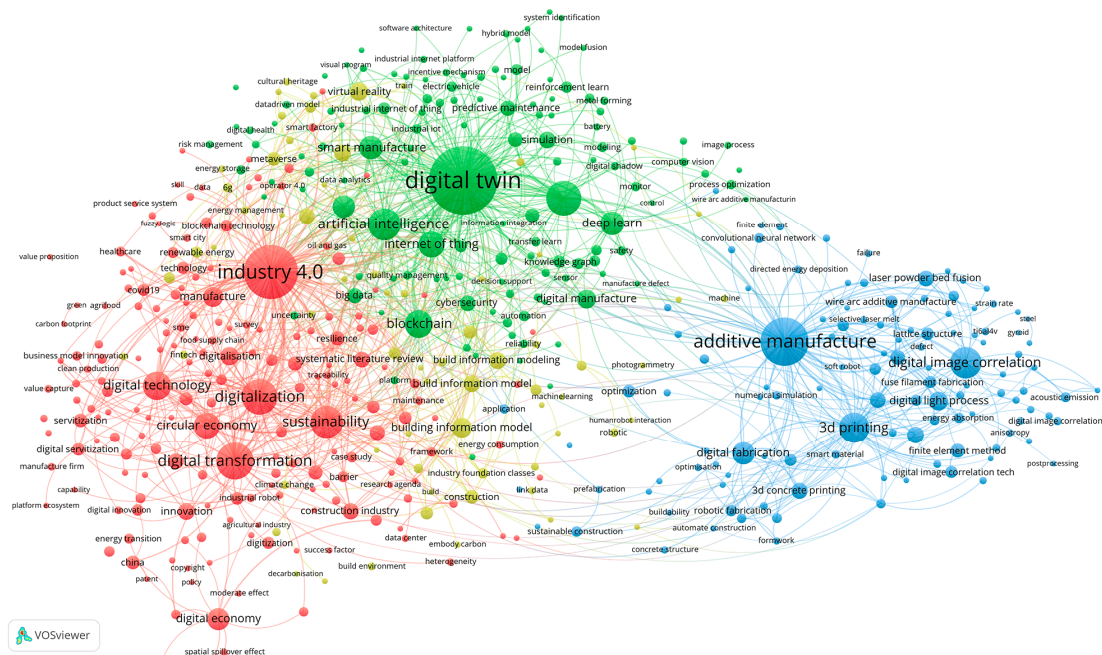 system identification
software architecture
hybrid model
model fusion
industrial internet platform
visual program
incentive mechanism
model
cultural heritage
train
electric vehicle
reinforcement learn
virtual reality
datadriven model
industrial internet of thing
predictive maintenance
metal forming
digital health
smart factory
industrial iot
battery
risk management
smart manufacture
simulation
modeling
image process
metaverse
computer vision
energy storage
digital shadow
skill
data
6g
operator 4.0
data analytics
digital twin
monitor
process optimization
product service system
energy management
control
wire arc additive manufacturin
fuzzylogic
blockchain technology
artificial intelligence
information integration
deep learn
finite element
smart city
oil and gas
internet of thing
transfer learn
convolutional neural network
value proposition
healthcare
renewable energy
safety
failure
technology
industry 4.0
quality management
decision support
knowledge graph
sensor
directed energy deposition
laser powder bed fusion
covid19
manufacture
big data
cybersecurity
digital manufacture
manufacture defect
machine
wire arc additive manufacture
strain rate
green agrifood
uncertainty
automation
carbon footprint
sme
survey
blockchain
selective laser melt
steel
food supply chain
resilience
reliability
additive manufacture
lattice structure
ti6al4v
gyroid
business model innovation
fintech
digitalisation
systematic literature review
build information modeling
photogrammetry
defect
digital image correlation
clean production
traceability
soft robot
value capture
digital technology
platform
build information model
machinelearning
optimization
numerical simulation
fuse filament fabrication
acoustic emission
digitalization
maintenance
application
digital light process
servitization
circular economy
sustainability
building information model
humanrobot interaction
robotic
3d printing
energy absorption
digital image correlation
anisotropy
digital servitization
energy consumption
digital fabrication
smart material
finite element method
manufacture firm
digital transformation
case study
framework
optimisation
postprocessing
barrier
industry foundation classes
digital image correlation tech
capability
climate change
research agenda
build
link data
prefabrication
3d concrete printing
platform ecosystem
digital innovation
industrial robot
innovation
construction industry
construction
buildability
robotic fabrication
agricultural industry
sustainable construction
automate construction
energy transition
digitization
data center
embody carbon
formwork
china
success factor
heterogeneity
concrete structure
copyright
decarbonisation
build environment
patent
policy
moderate effect
digital economy
VOSviewer
spatial spillover effect